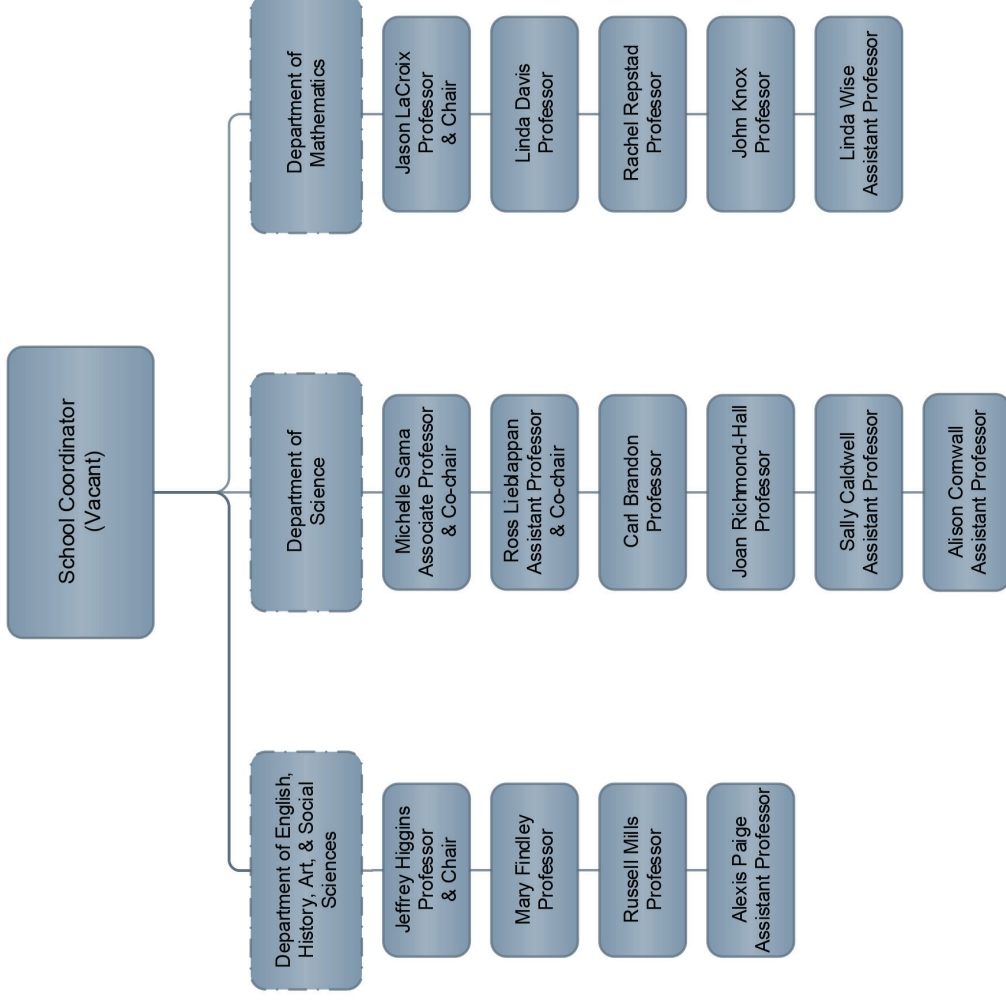 School Coordinator
(Vacant)
Department of English,
History, Art, & Social
Sciences
Jeffrey Higgins
Professor
& Chair
Mary Findley
Professor
Russell Mills
Professor
Alexis Paige
Assistant Professor
Department of
Science
Michelle Sama
Associate Professor
& Co-chair
Ross Lieblappan
Assistant Professor
& Co-chair
Carl Brandon
Professor
Joan Richmond-Hall
Professor
Sally Caldwell
Assistant Professor
Alison Cornwall
Assistant Professor
Department of
Mathematics
Jason LaCroix
Professor
& Chair
Linda Davis
Professor
Rachel Repstad
Professor
John Knox
Professor
Linda Wise
Assistant Professor